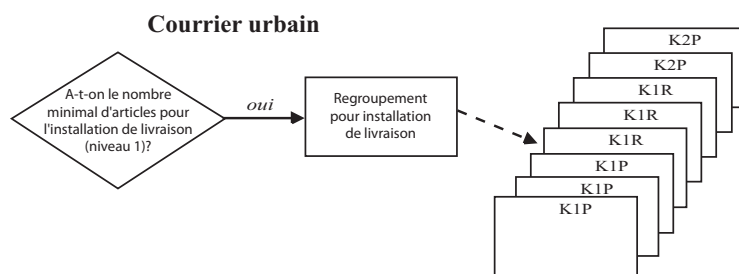 Courrier urbain
A-t-on le nombre
minimal d'articles pour
l'installation de livraison
(niveau 1)?
oui
Regroupement
pour installation
de livraison
K2P
K2P
K1R
K1R
K1R
K1P
K1P
K1P